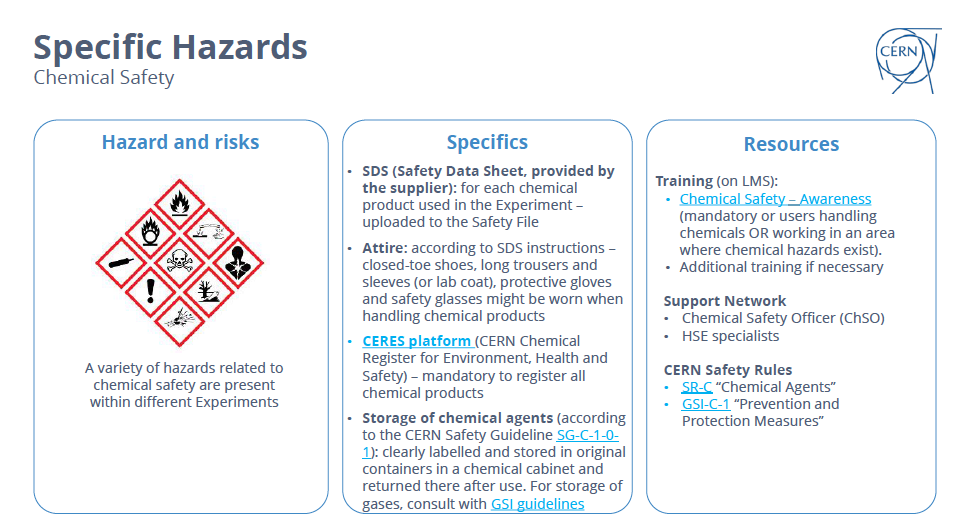 Specific Hazards
Chemical Safety
CERN
Hazard and risks
A variety of hazards related to
chemical safety are present
within different Experiments
Specifics
• SDS (Safety Data Sheet, provided by
the supplier): for each chemical
product used in the Experiment –
uploaded to the Safety File
• Attire: according to SDS instructions –
closed-toe shoes, long trousers and
sleeves (or lab coat), protective gloves
and safety glasses might be worn when
handling chemical products
• CERES platform (CERN Chemical
Register for Environment, Health and
Safety) – mandatory to register all
chemical products
• Storage of chemical agents (according
to the CERN Safety Guideline SG-C-1-0-
1): clearly labelled and stored in original
containers in a chemical cabinet and
returned there after use. For storage of
gases, consult with GSI guidelines
Resources
Training (on LMS):
• Chemical Safety – Awareness
(mandatory or users handling
chemicals OR working in an area
where chemical hazards exist).
• Additional training if necessary
Support Network
• Chemical Safety Officer (ChSO)
• HSE specialists
CERN Safety Rules
• SR-C “Chemical Agents”
• GSI-C-1 “Prevention and
Protection Measures”